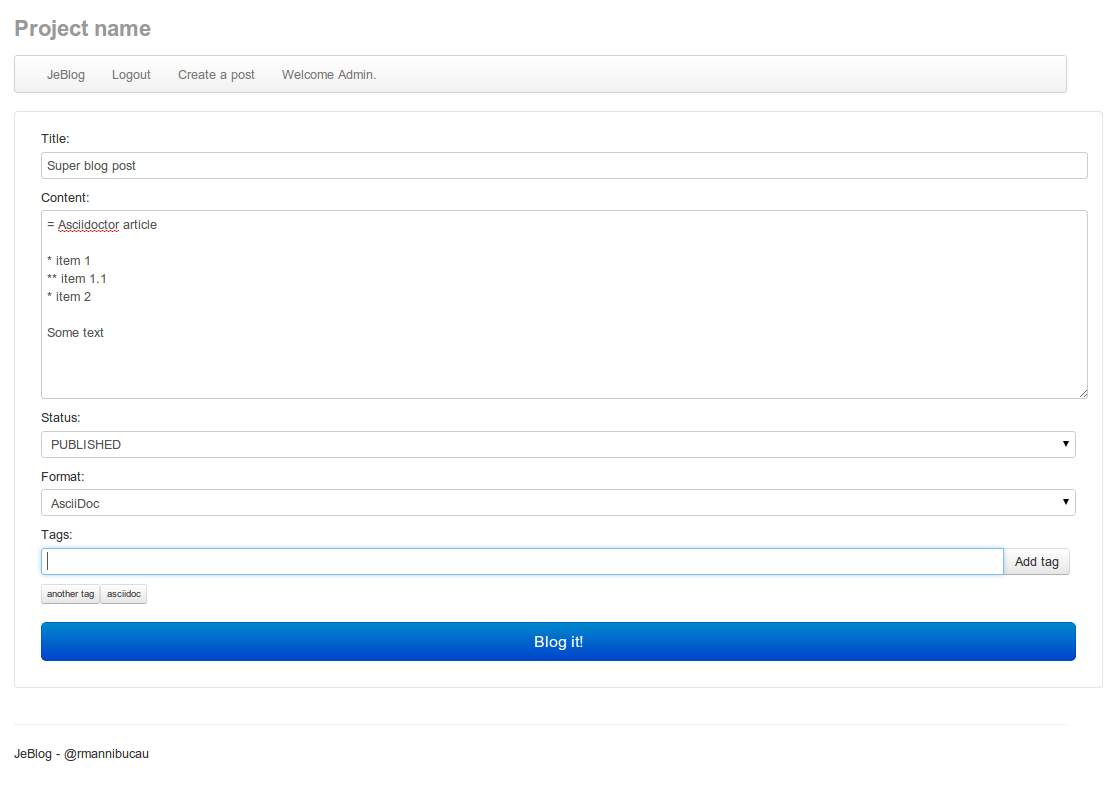 Project name
JeBlog Logout Create a post Welcome Admin.
Title:
Super blog post
Content:
= Asciidoctor article
* item 1
** item 1.1
* item 2
Some text
Status:
PUBLISHED
Format:
AsciiDoc
Tags:
Add tag
another tag asciidoc
Blog it!
JeBlog - @rmannibucau